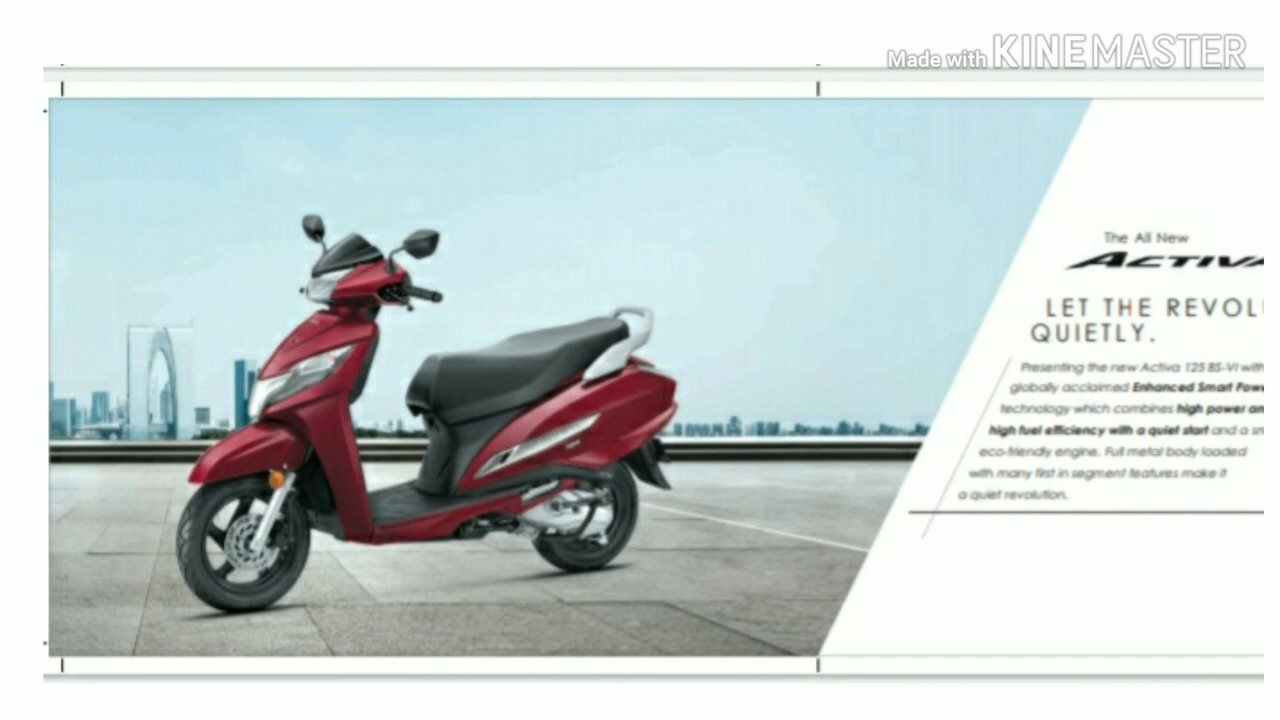 Made with KINEMASTER
The All New
ACTIVA
LET THE REVOLU
QUIETLY.
Presenting the new Activa 125 BS-VI with
globally acclaimed Enhanced Smart Powe
technology which combines high power an
high fuel efficiency with a quiet start and a sm
eco-friendly engine. Full metal body loaded
with many first in segment features make it
a quiet revolution.